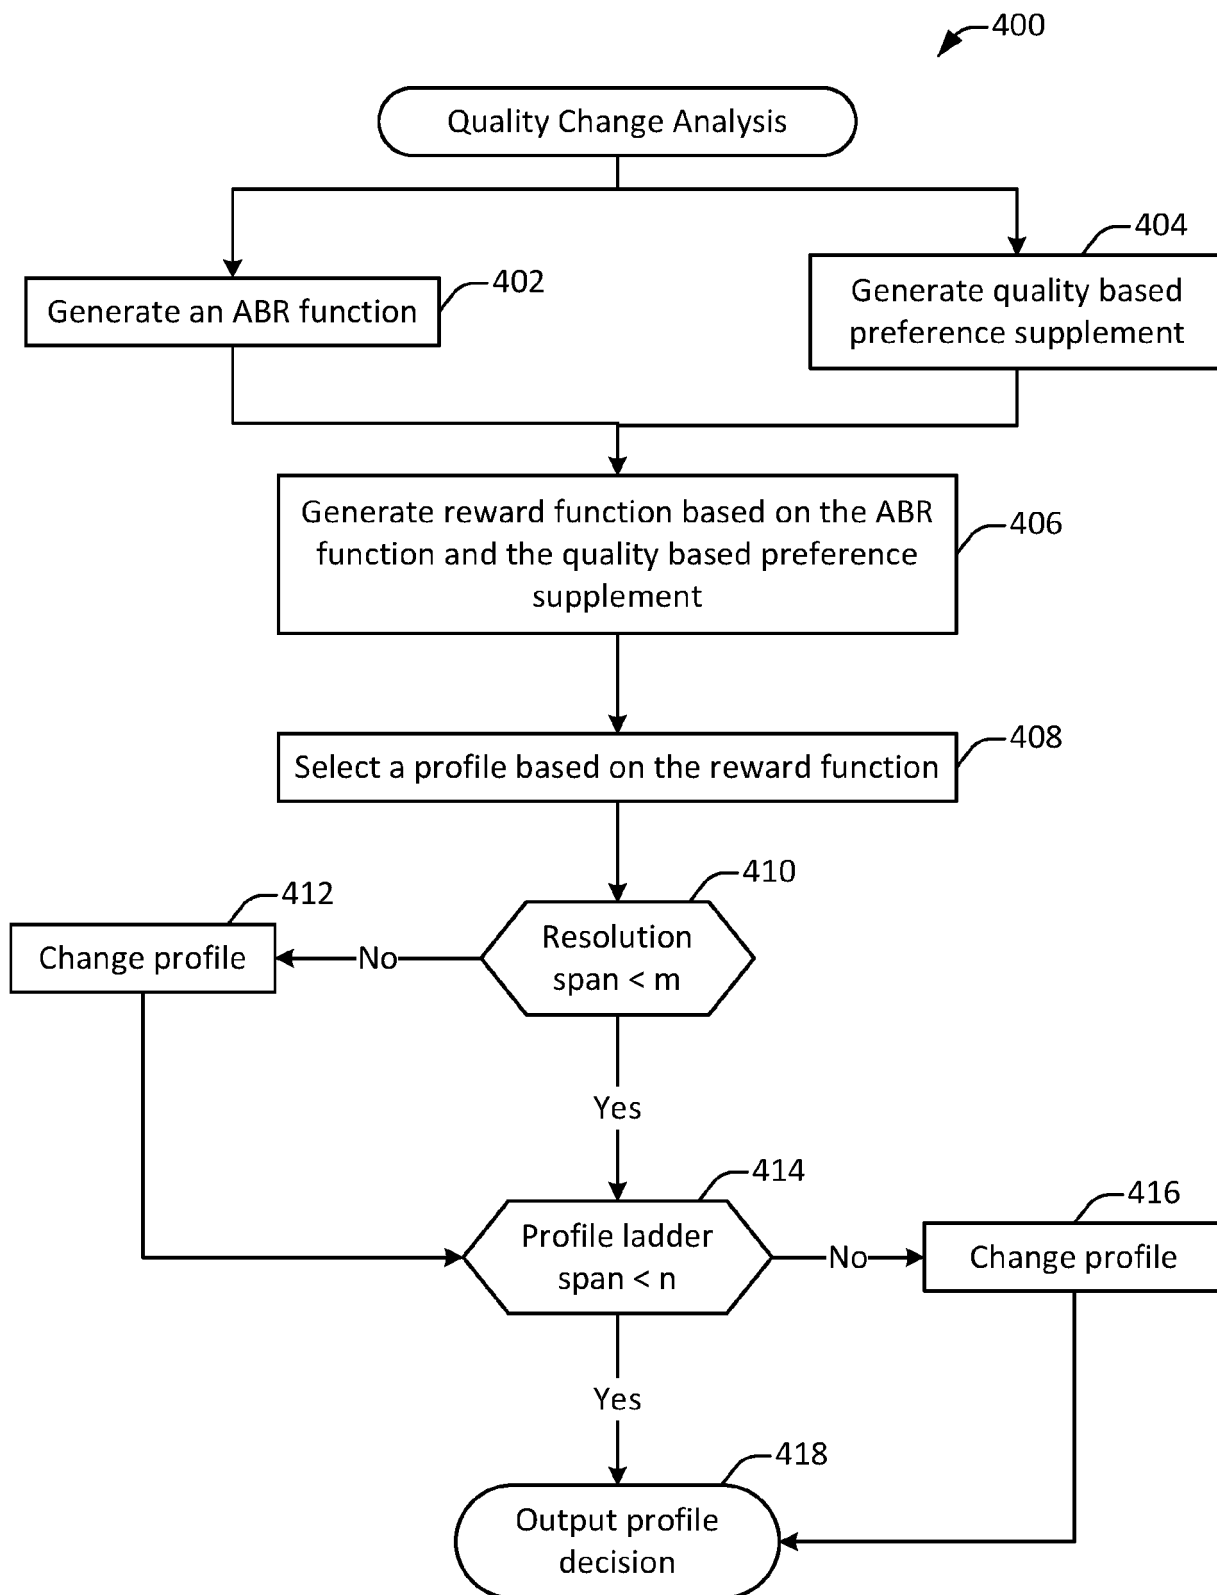 400
Quality Change Analysis
402
Generate an ABR function
404
Generate quality based
preference supplement
406
Generate reward function based on the ABR
function and the quality based preference
supplement
408
Select a profile based on the reward function
410
Resolution
span < m
No
412
Change profile
Yes
414
Profile ladder
span < n
No
416
Change profile
Yes
418
Output profile
decision